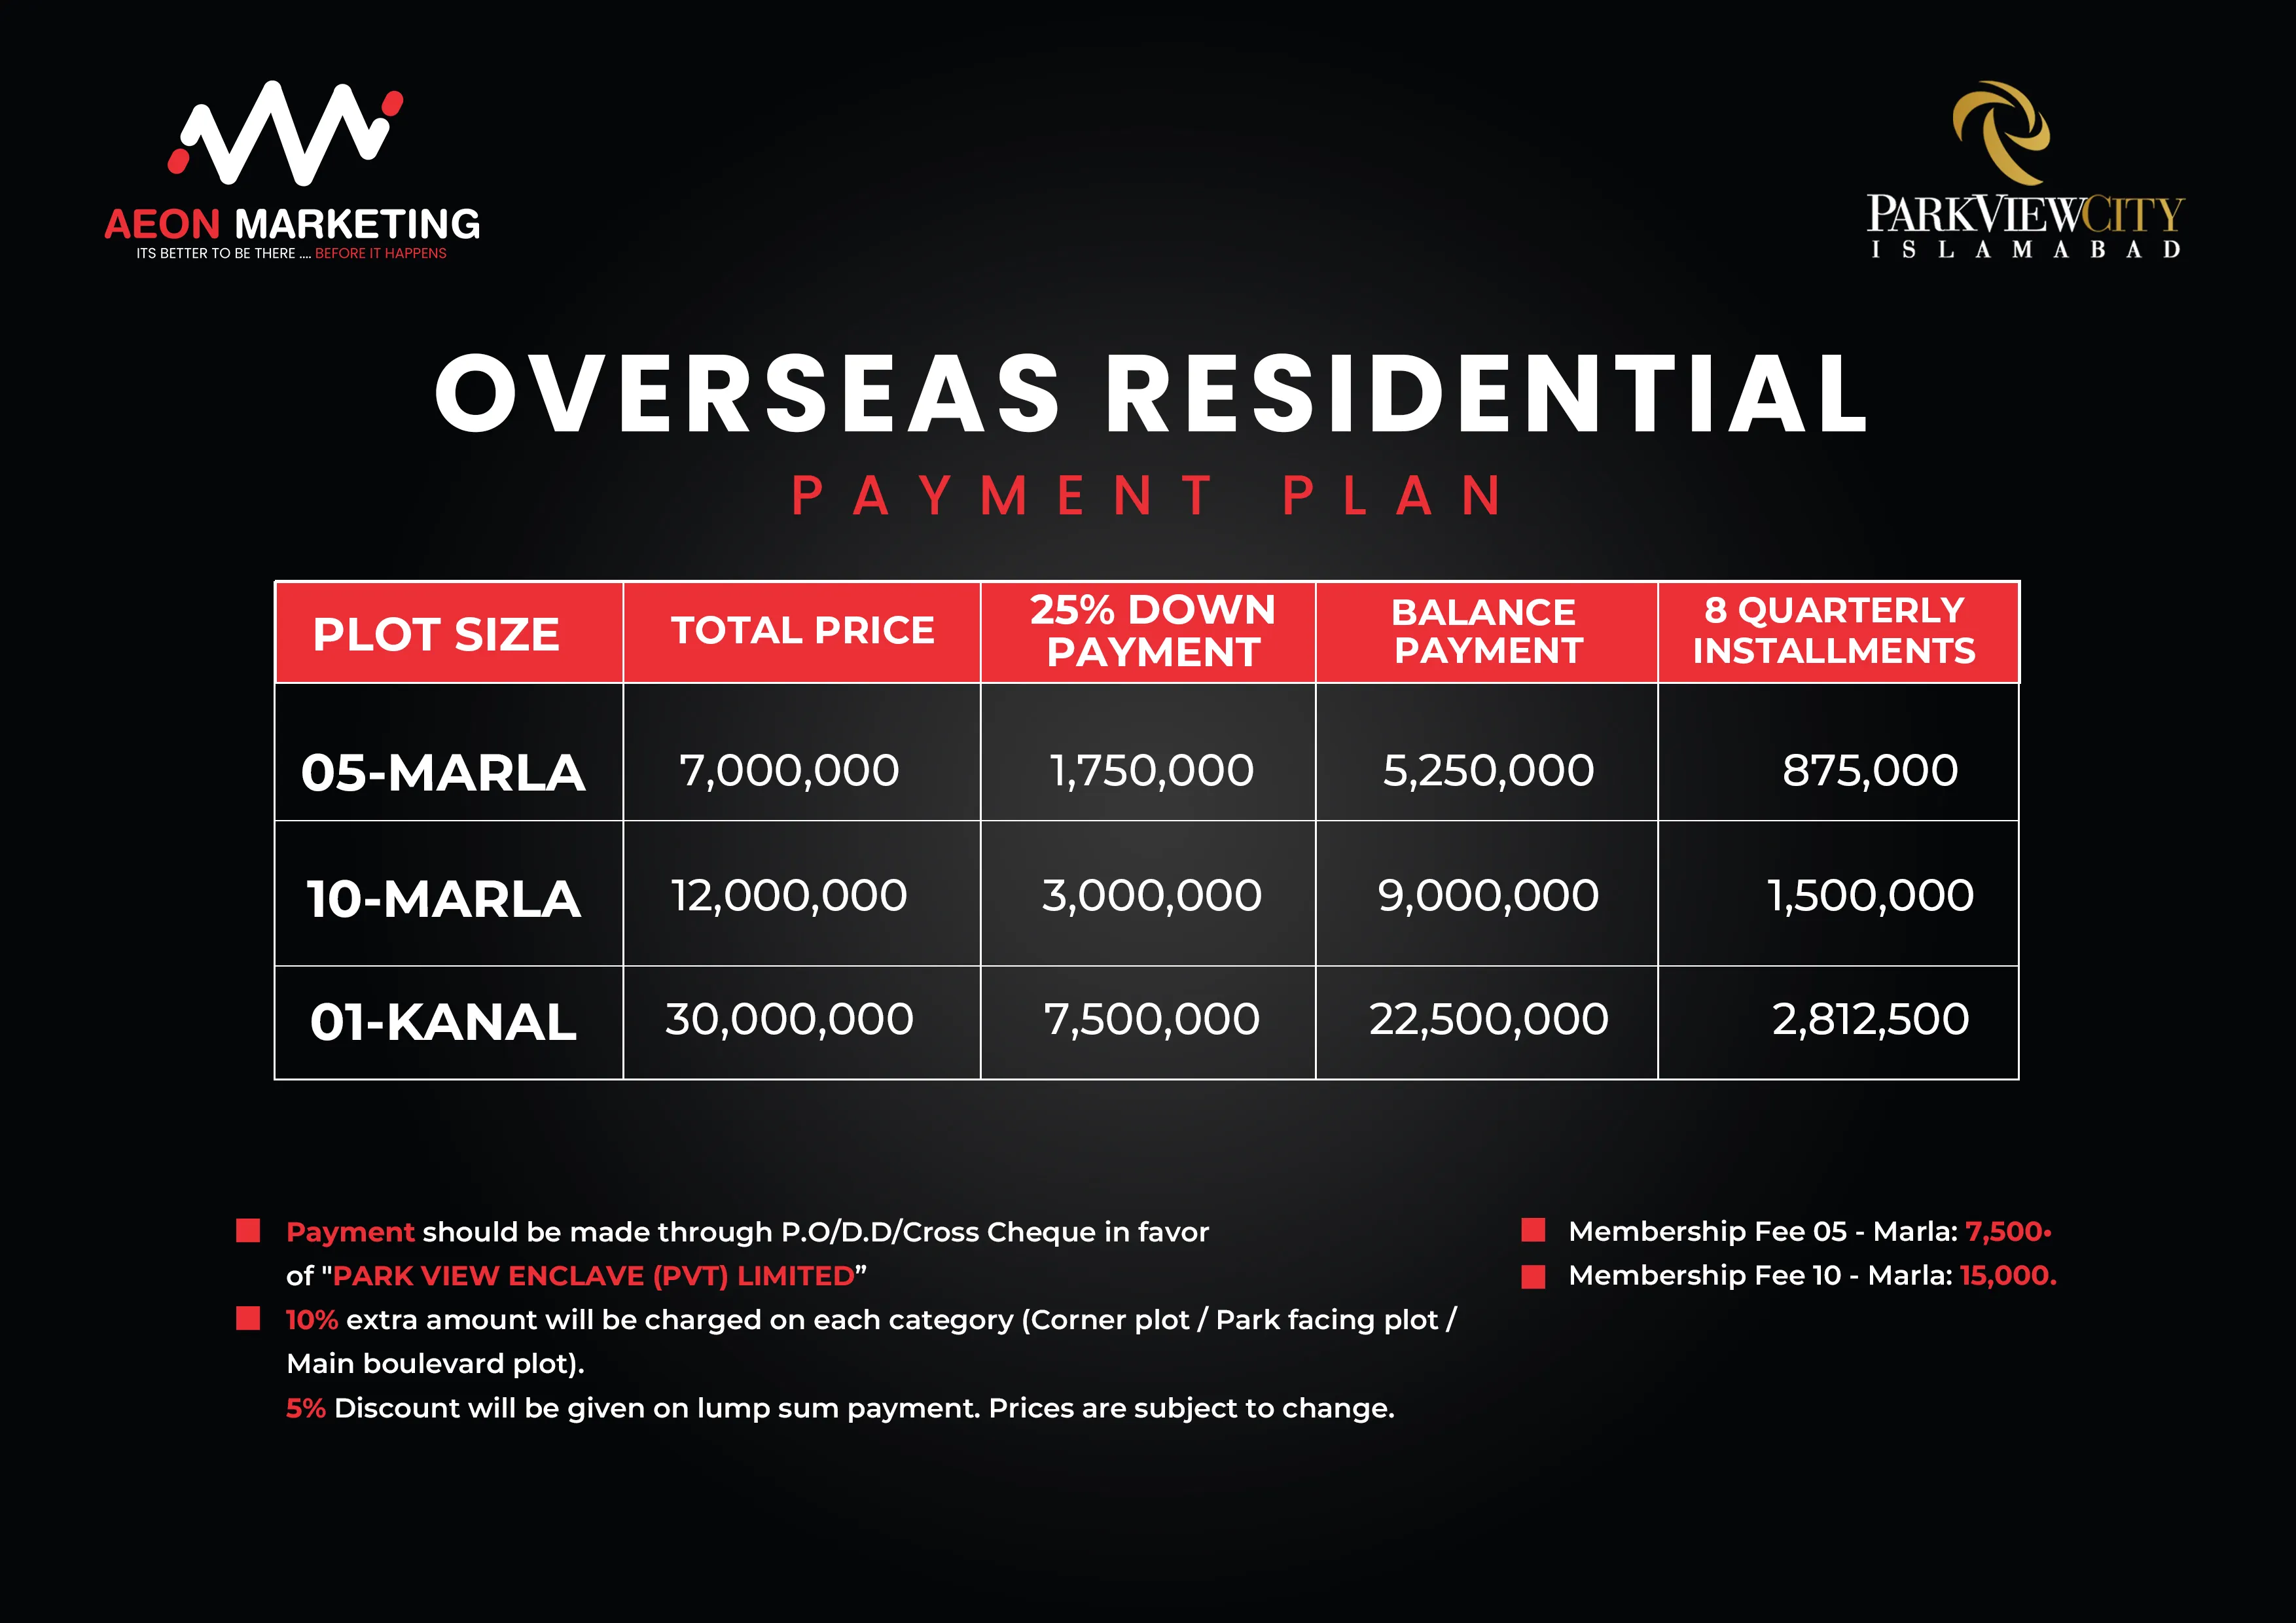 AEON MARKETING
ITS BETTER TO BE THERE .... BEFORE IT HAPPENS
PARKVIEWCITY
ISLAMABAD
OVERSEAS RESIDENTIAL
PAYMENT PLAN
PLOT SIZE TOTAL PRICE 25% DOWN PAYMENT BALANCE PAYMENT 8 QUARTERLY INSTALLMENTS
05-MARLA 7,000,000 1,750,000 5,250,000 875,000
10-MARLA 12,000,000 3,000,000 9,000,000 1,500,000
01-KANAL 30,000,000 7,500,000 22,500,000 2,812,500
Payment should be made through P.O/D.D/Cross Cheque in favor
of "PARK VIEW ENCLAVE (PVT) LIMITED”
10% extra amount will be charged on each category (Corner plot / Park facing plot /
Main boulevard plot).
5% Discount will be given on lump sum payment. Prices are subject to change.
Membership Fee 05 - Marla: 7,500•
Membership Fee 10 - Marla: 15,000.